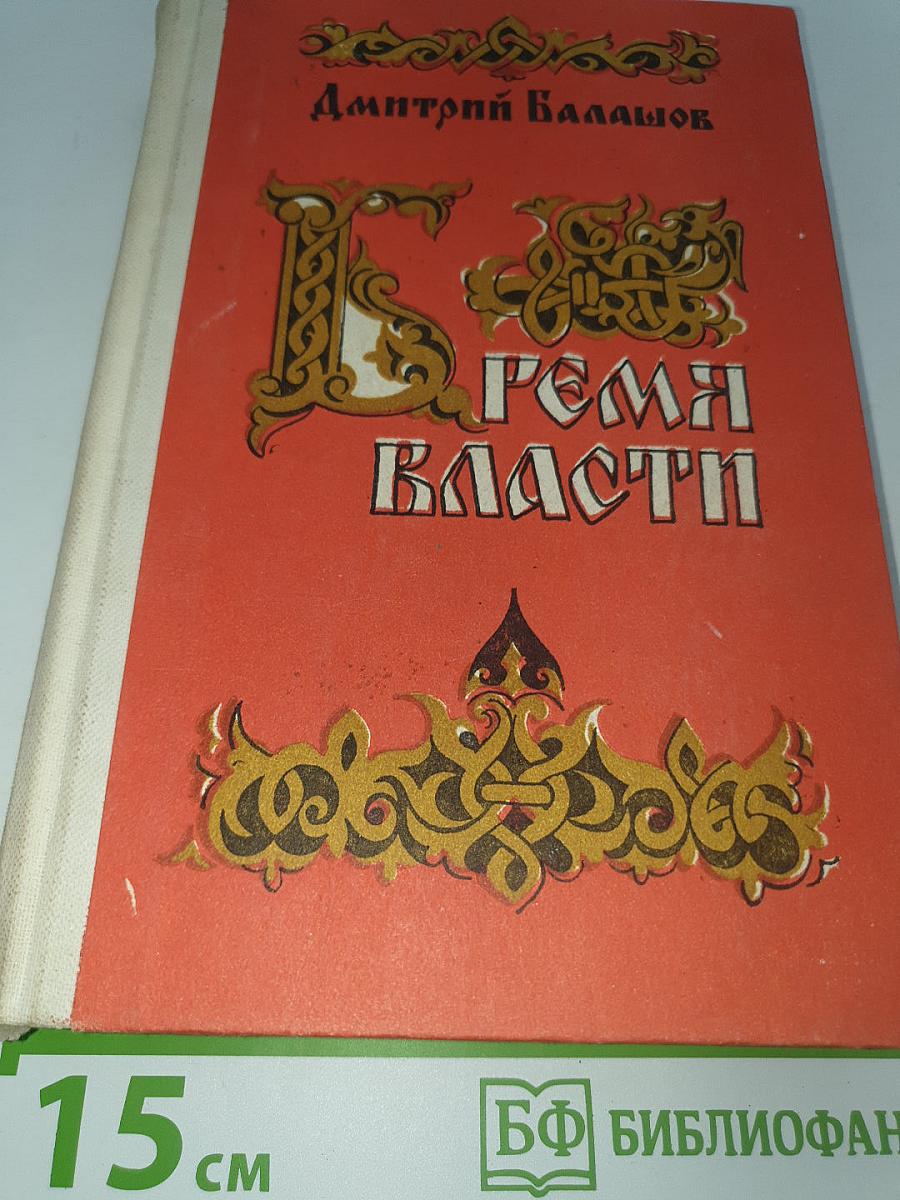 Дмитрий Балашов
Бремя
власти
15 см
БФ БИБЛИОФАН